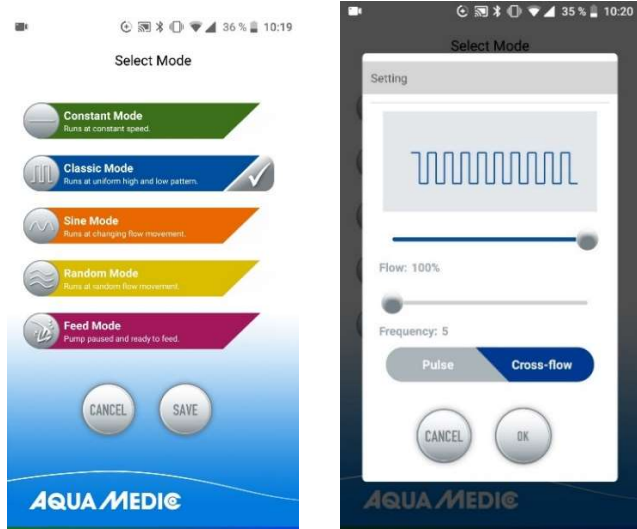 36 % 10:19
Select Mode
Constant Mode
Runs at constant speed.
Classic Mode
Runs at uniform high and low pattern.
Sine Mode
Runs at changing flow movement.
Random Mode
Runs at random flow movement.
Feed Mode
Pump paused and ready to feed.
CANCEL SAVE
AQUA MEDIC
35 % 10:20
Select Mode
Setting
Flow: 100%
Frequency: 5
Pulse Cross-flow
CANCEL OK
AQUA MEDIC